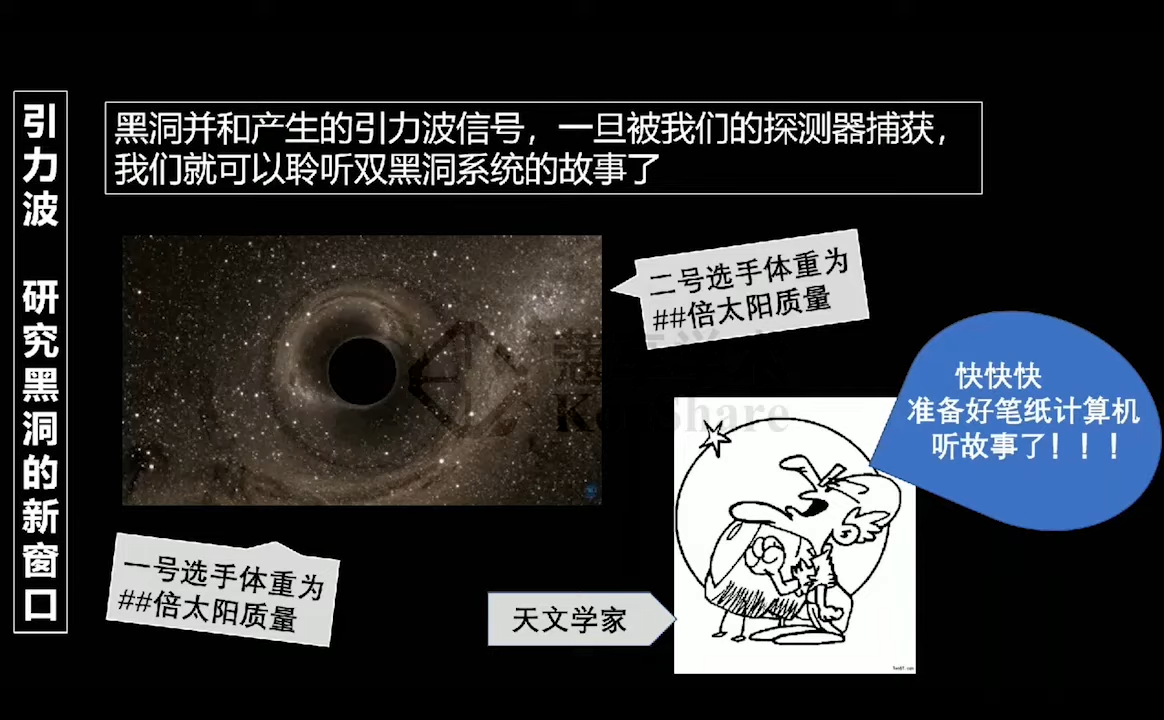 引力波 研究黑洞的新窗口
黑洞并和产生的引力波信号，一旦被我们的探测器捕获，
我们就可以聆听双黑洞系统的故事了
二号选手体重为
##倍太阳质量
快快快
准备好笔纸计算机
听故事了！！！
一号选手体重为
##倍太阳质量
天文学家